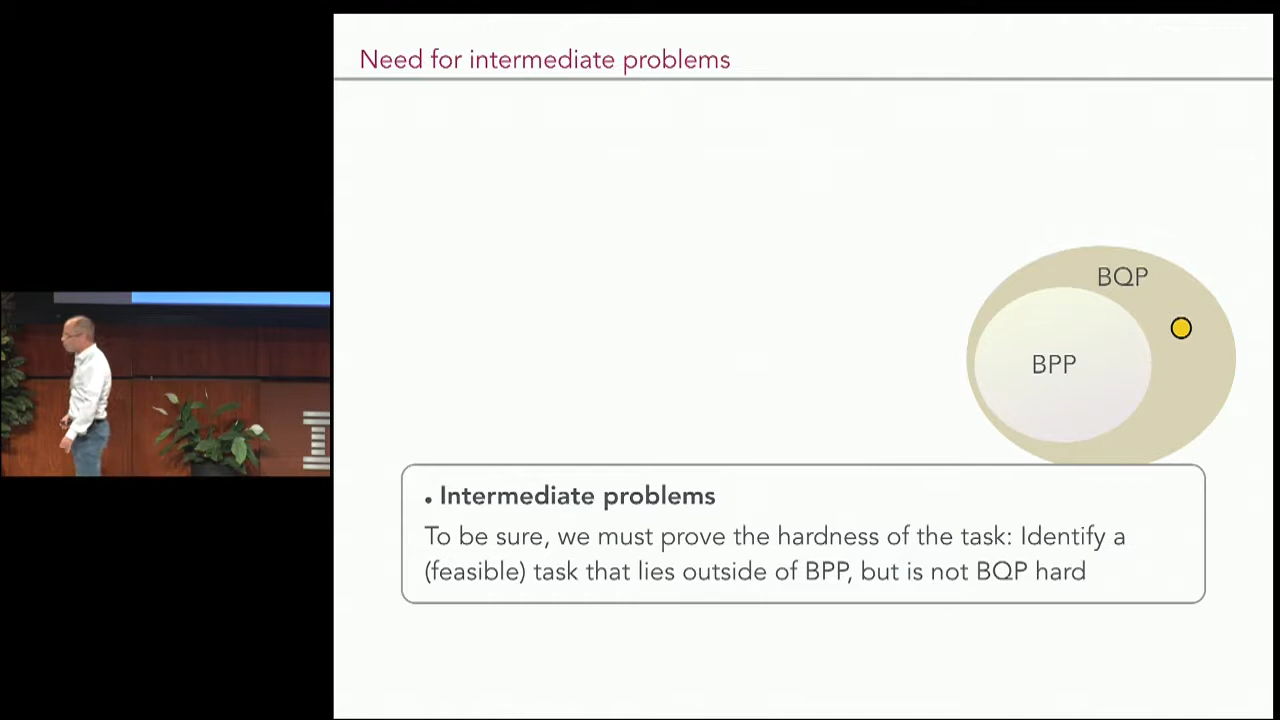 Need for intermediate problems
BQP
BPP
• Intermediate problems
To be sure, we must prove the hardness of the task: Identify a
(feasible) task that lies outside of BPP, but is not BQP hard